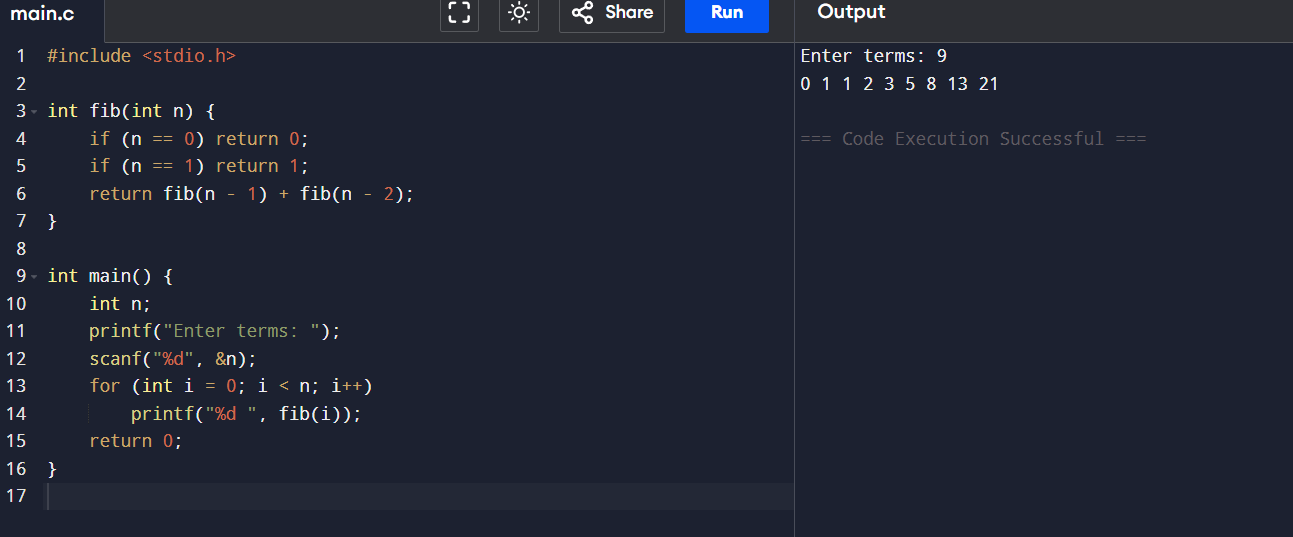 main.c
Share
Run
Output
1 #include <stdio.h>
2
3 int fib(int n) {
4     if (n == 0) return 0;
5     if (n == 1) return 1;
6     return fib(n - 1) + fib(n - 2);
7 }
8
9 int main() {
10     int n;
11     printf("Enter terms: ");
12     scanf("%d", &n);
13     for (int i = 0; i < n; i++)
14         printf("%d ", fib(i));
15     return 0;
16 }
17
Enter terms: 9
0 1 1 2 3 5 8 13 21
=== Code Execution Successful ===